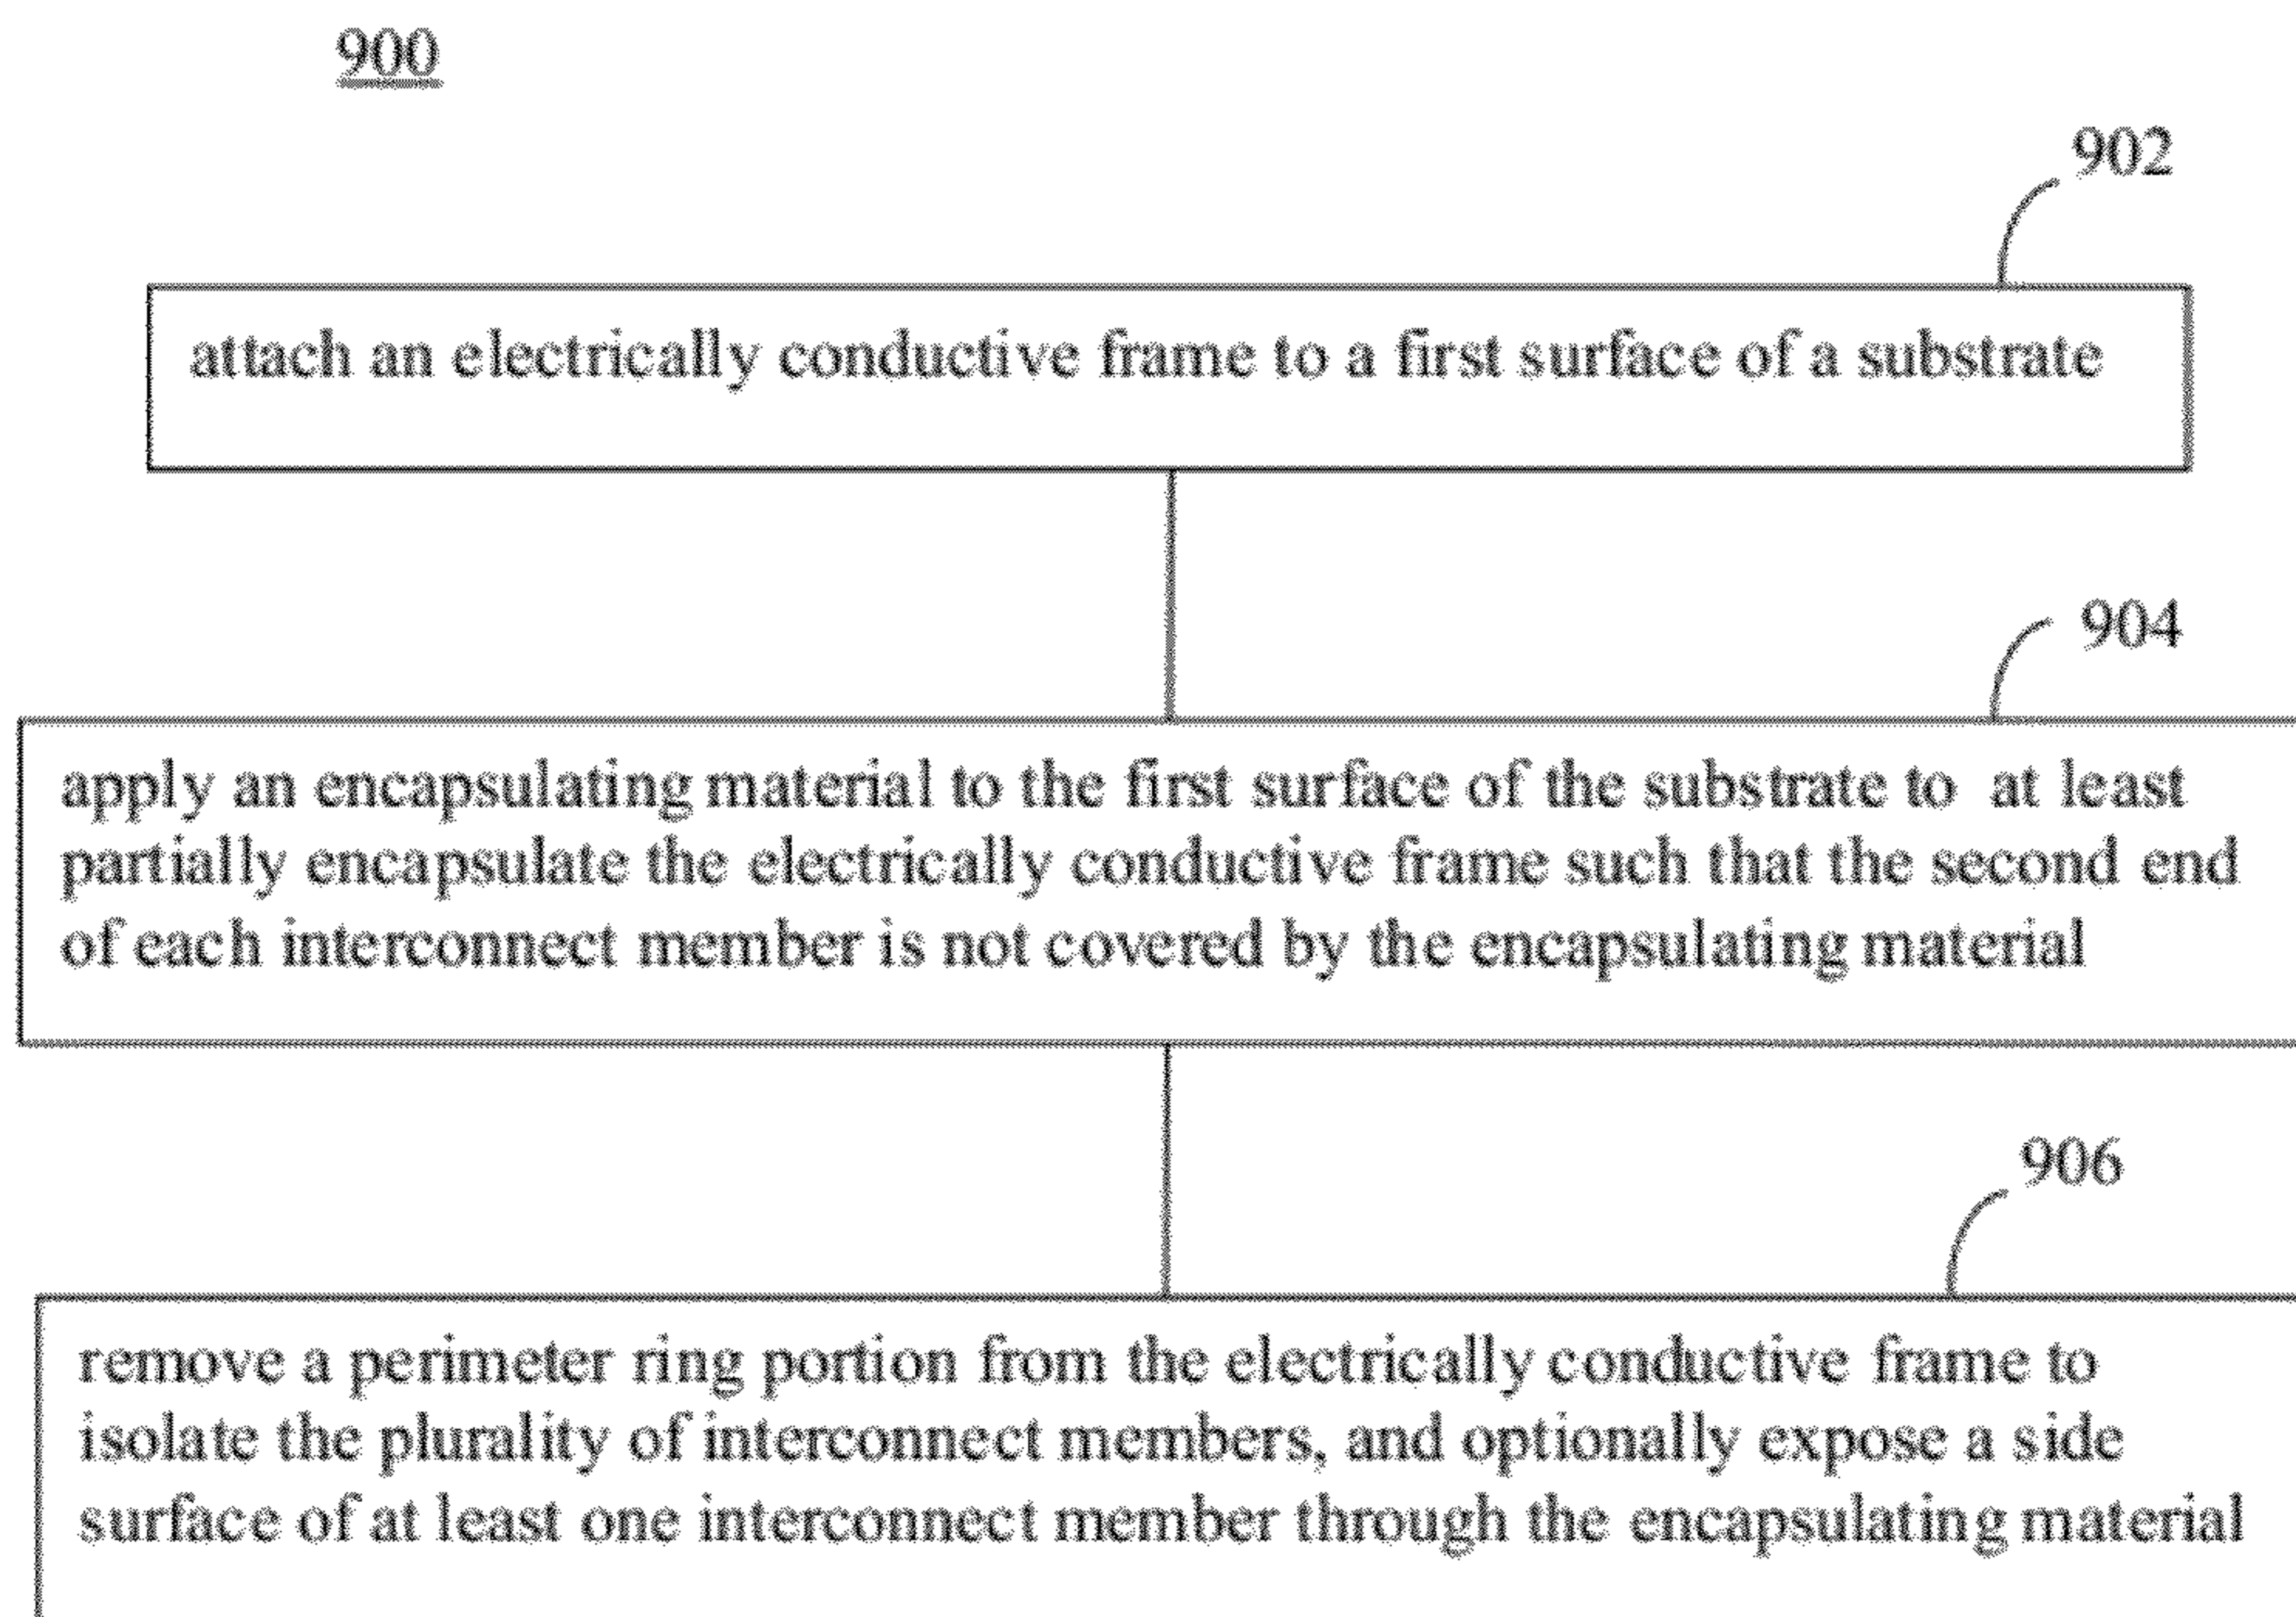 900
902
attach an electrically conductive frame to a first surface of a substrate
904
apply an encapsulating material to the first surface of the substrate to at least
partially encapsulate the electrically conductive frame such that the second end
of each interconnect member is not covered by the encapsulating material
906
remove a perimeter ring portion from the electrically conductive frame to
isolate the plurality of interconnect members, and optionally expose a side
surface of at least one interconnect member through the encapsulating material